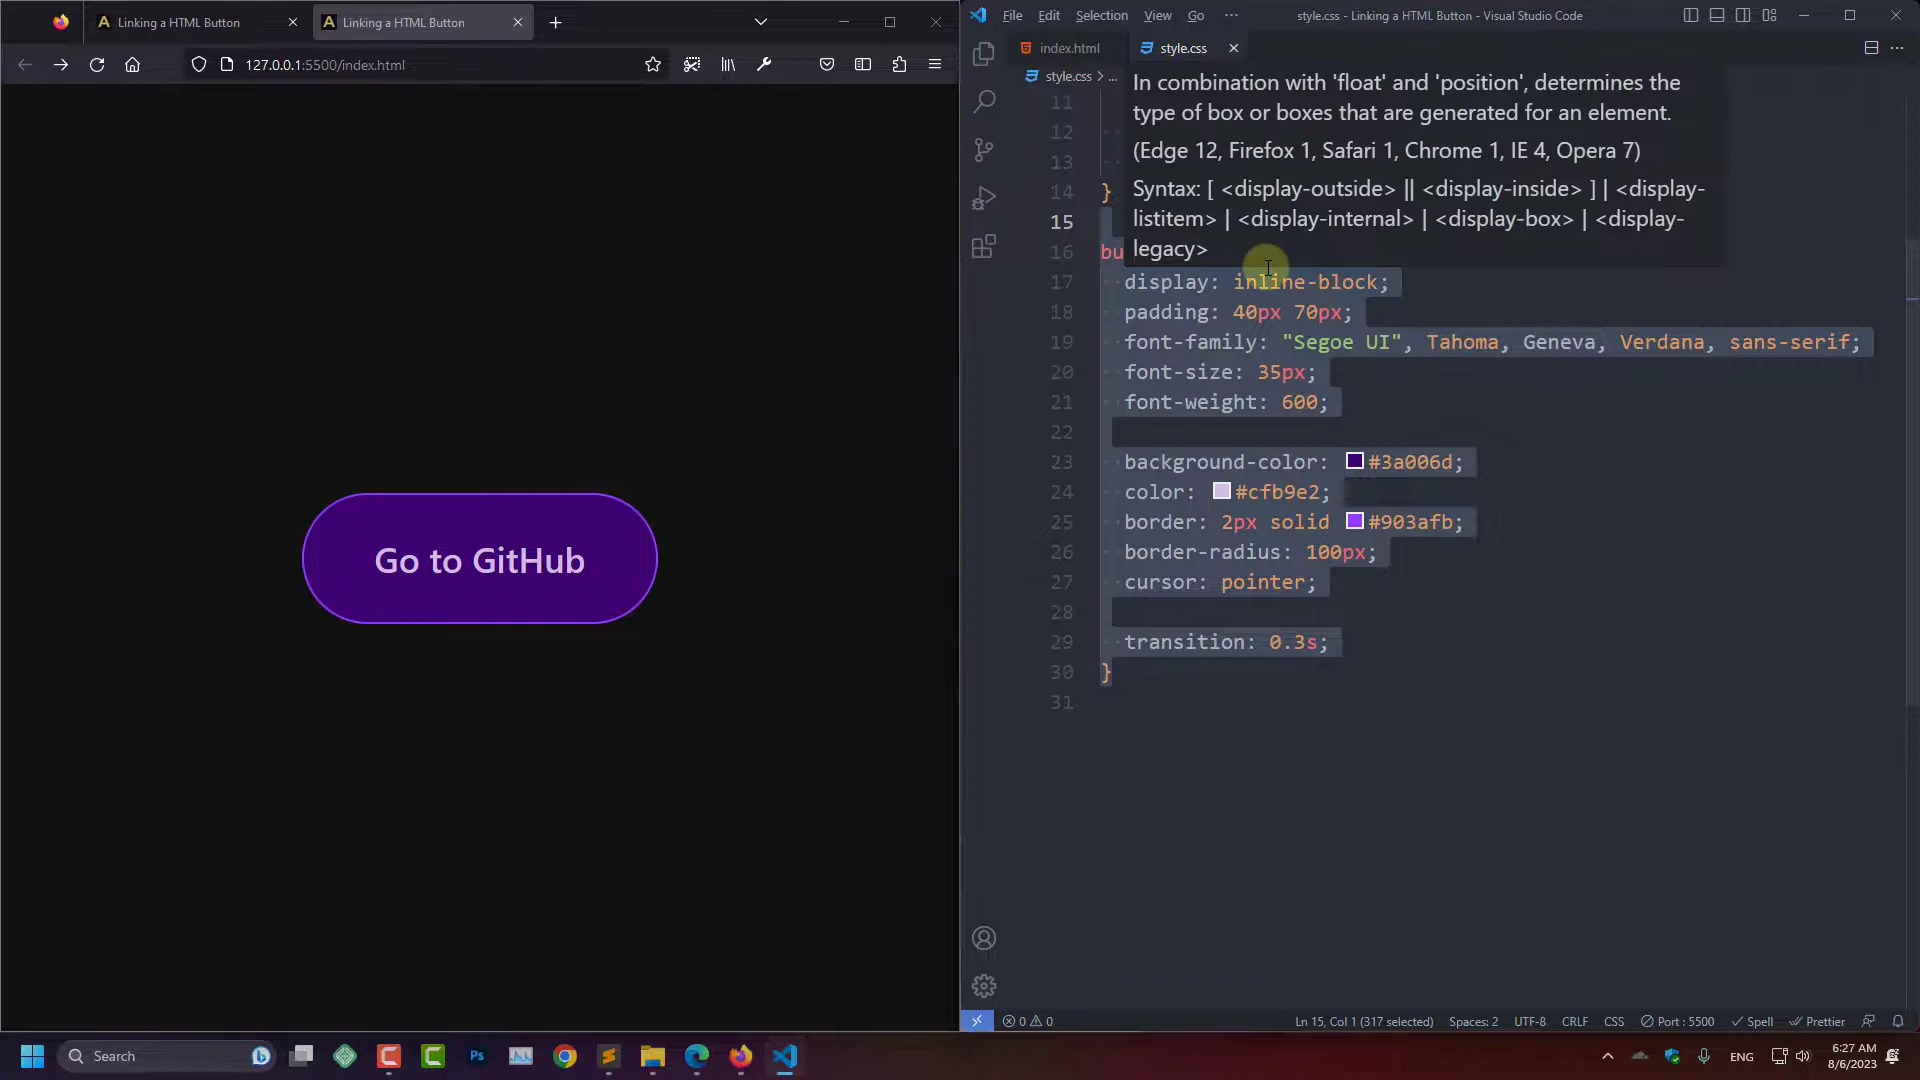 Linking a HTML Button
Linking a HTML Button
127.0.0.1:5500/index.html
Go to GitHub
File Edit Selection View Go ···
style.css - Linking a HTML Button - Visual Studio Code
index.html
style.css
style.css > ...
In combination with 'float' and 'position', determines the
type of box or boxes that are generated for an element.
(Edge 12, Firefox 1, Safari 1, Chrome 1, IE 4, Opera 7)
Syntax: [ <display-outside> || <display-inside> ] | <display-
listitem> | <display-internal> | <display-box> | <display-
legacy>
11
12
13
14 }
15
16 bu
17 display: inline-block;
18 padding: 40px 70px;
19 font-family: "Segoe UI", Tahoma, Geneva, Verdana, sans-serif;
20 font-size: 35px;
21 font-weight: 600;
22
23 background-color: #3a006d;
24 color: #cfb9e2;
25 border: 2px solid #903afb;
26 border-radius: 100px;
27 cursor: pointer;
28
29 transition: 0.3s;
30 }
31
0 0 Ln 15, Col 1 (317 selected) Spaces: 2 UTF-8 CRLF CSS Port : 5500 Spell Prettier
Search
Ps
ENG
6:27 AM
8/6/2023